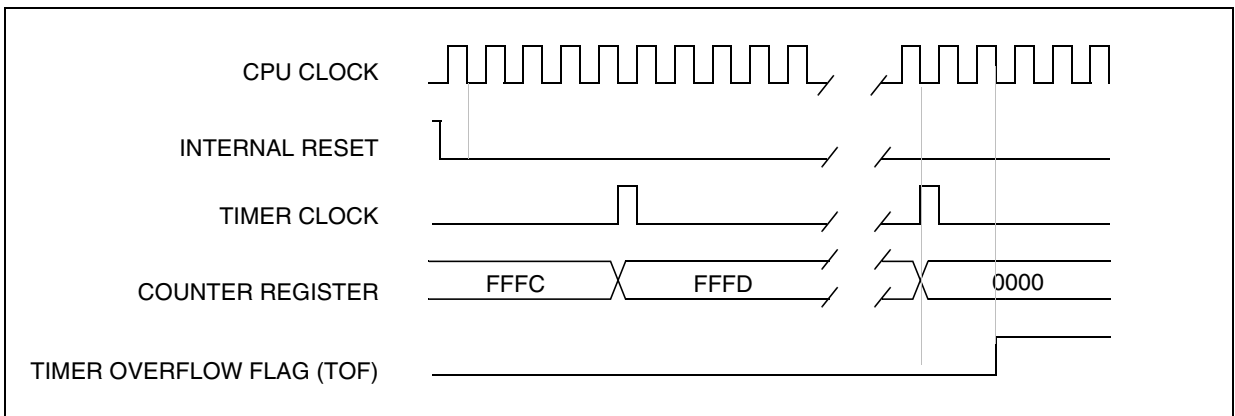 CPU CLOCK
INTERNAL RESET
TIMER CLOCK
COUNTER REGISTER FFFC FFFD 0000
TIMER OVERFLOW FLAG (TOF)